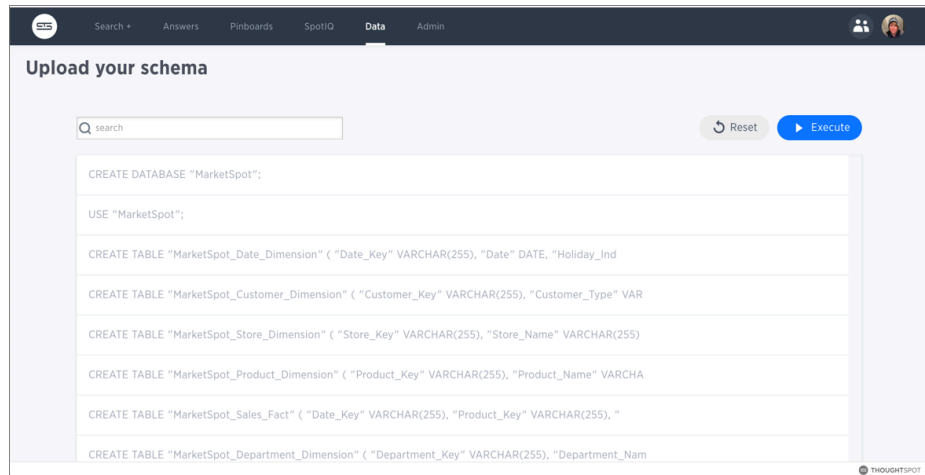 Search +
Answers
Pinboards
SpotIQ
Data
Admin
Upload your schema
search
Reset
Execute
CREATE DATABASE "MarketSpot";
USE "MarketSpot";
CREATE TABLE "MarketSpot_Date_Dimension" ( "Date_Key" VARCHAR(255), "Date" DATE, "Holiday_Ind
CREATE TABLE "MarketSpot_Customer_Dimension" ( "Customer_Key" VARCHAR(255), "Customer_Type" VAR
CREATE TABLE "MarketSpot_Store_Dimension" ( "Store_Key" VARCHAR(255), "Store_Name" VARCHAR(255)
CREATE TABLE "MarketSpot_Product_Dimension" ( "Product_Key" VARCHAR(255), "Product_Name" VARCHA
CREATE TABLE "MarketSpot_Sales_Fact" ( "Date_Key" VARCHAR(255), "Product_Key" VARCHAR(255), "
CREATE TABLE "MarketSpot_Department_Dimension" ( "Department_Key" VARCHAR(255), "Department_Nam
THOUGHTSPOT